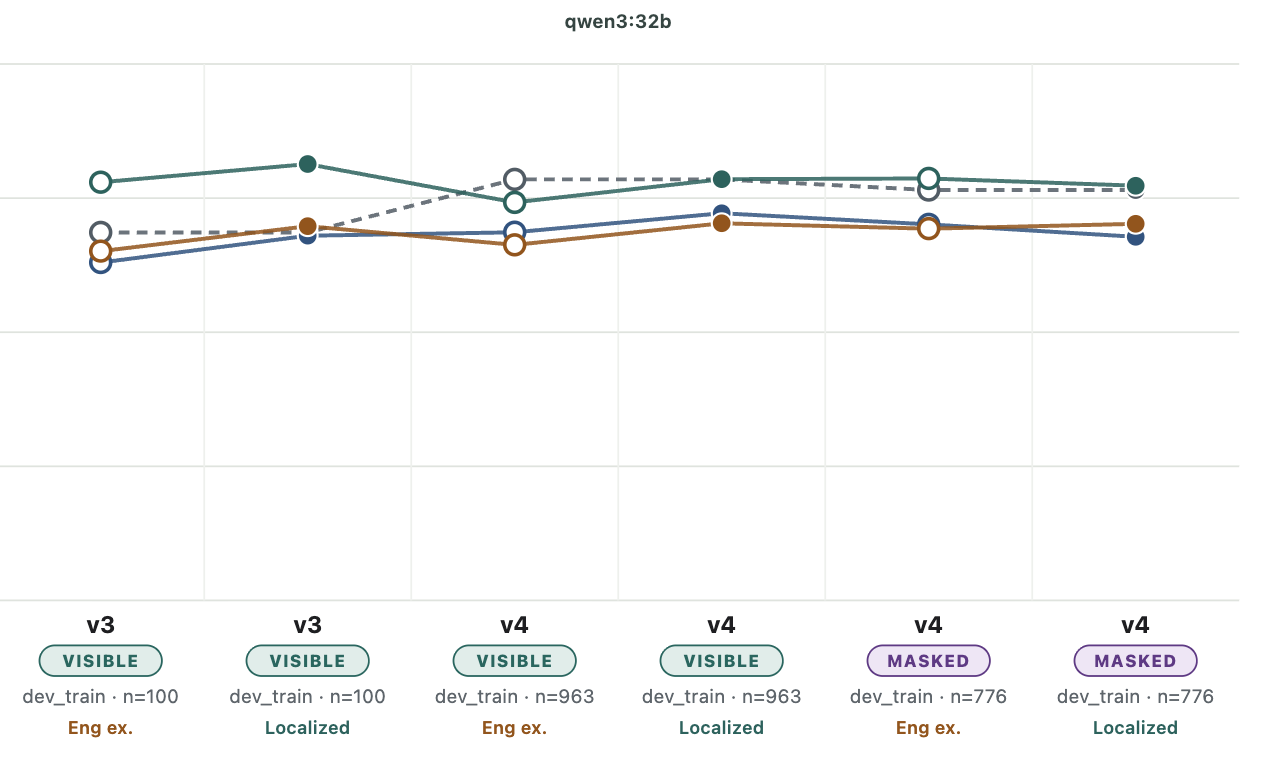 qwen3:32b
v3 v3 v4 v4 v4 v4
VISIBLE VISIBLE VISIBLE VISIBLE MASKED MASKED
dev_train · n=100 dev_train · n=100 dev_train · n=963 dev_train · n=963 dev_train · n=776 dev_train · n=776
Eng ex. Localized Eng ex. Localized Eng ex. Localized